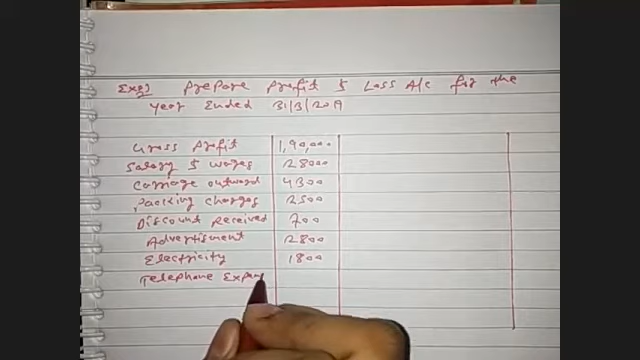 Exe:) Prepare Profit & Loss A/c for the
Year Ended 31/3/2019
Gross Profit 1,90,000
Salary & wages 28000
Carriage outward 4300
Packing charges 2500
Discount Received 700
Advertisment 2800
Electricity 1800
Telephone Expen